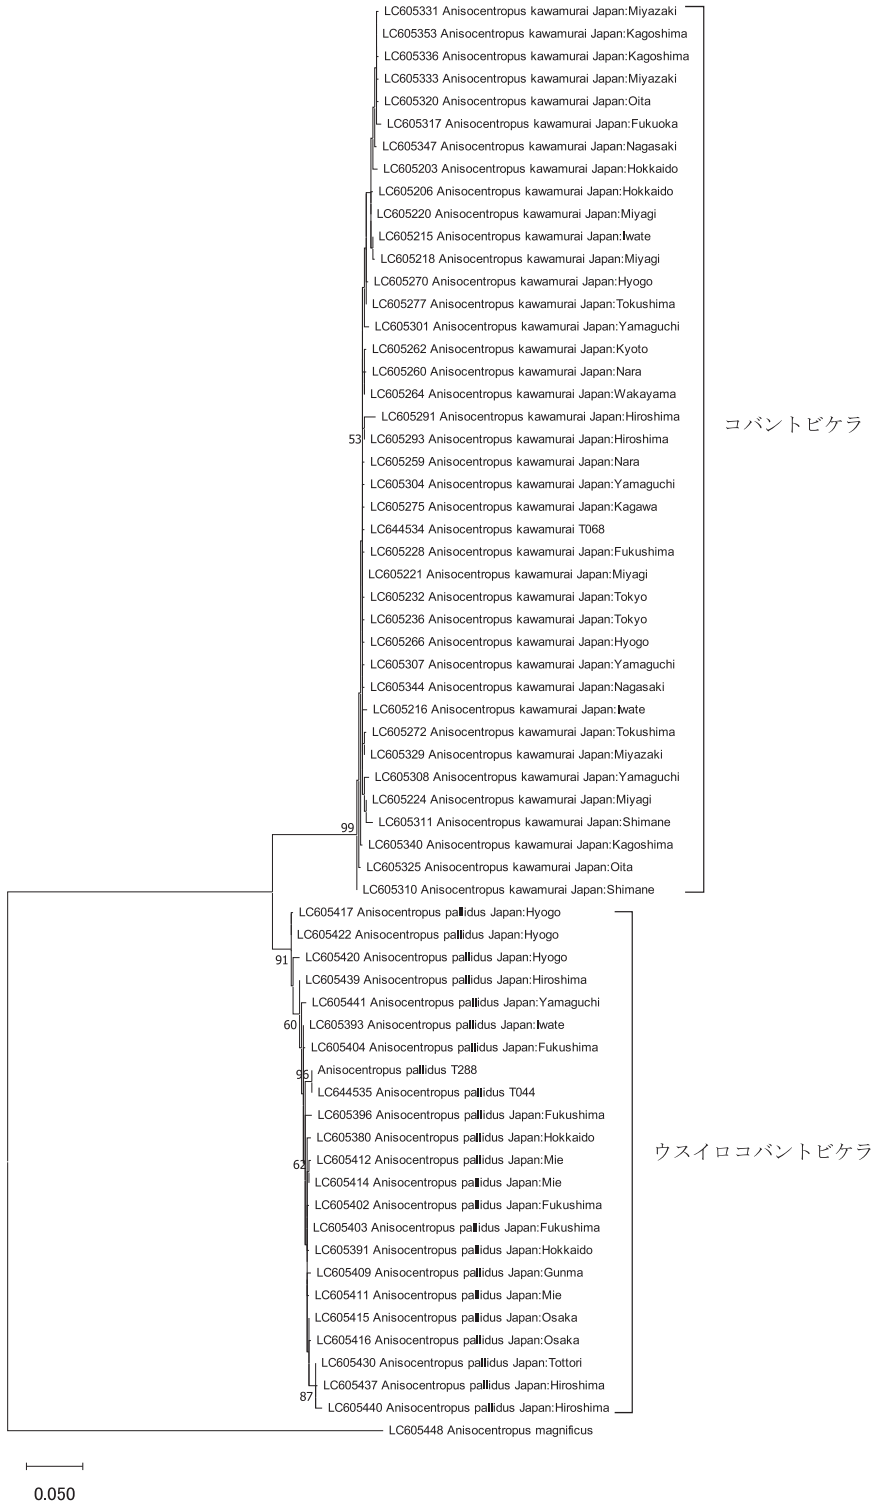 LC605331 Anisocentropus kawamurai Japan:Miyazaki
LC605353 Anisocentropus kawamurai Japan:Kagoshima
LC605336 Anisocentropus kawamurai Japan:Kagoshima
LC605333 Anisocentropus kawamurai Japan:Miyazaki
LC605320 Anisocentropus kawamurai Japan:Oita
LC605317 Anisocentropus kawamurai Japan:Fukuoka
LC605347 Anisocentropus kawamurai Japan:Nagasaki
LC605203 Anisocentropus kawamurai Japan:Hokkaido
LC605206 Anisocentropus kawamurai Japan:Hokkaido
LC605220 Anisocentropus kawamurai Japan:Miyagi
LC605215 Anisocentropus kawamurai Japan:Iwate
LC605218 Anisocentropus kawamurai Japan:Miyagi
LC605270 Anisocentropus kawamurai Japan:Hyogo
LC605277 Anisocentropus kawamurai Japan:Tokushima
LC605301 Anisocentropus kawamurai Japan:Yamaguchi
LC605262 Anisocentropus kawamurai Japan:Kyoto
LC605260 Anisocentropus kawamurai Japan:Nara
LC605264 Anisocentropus kawamurai Japan:Wakayama
LC605291 Anisocentropus kawamurai Japan:Hiroshima
コバントビケラ
53
LC605293 Anisocentropus kawamurai Japan:Hiroshima
LC605259 Anisocentropus kawamurai Japan:Nara
LC605304 Anisocentropus kawamurai Japan:Yamaguchi
LC605275 Anisocentropus kawamurai Japan:Kagawa
LC644534 Anisocentropus kawamurai T068
LC605228 Anisocentropus kawamurai Japan:Fukushima
LC605221 Anisocentropus kawamurai Japan:Miyagi
LC605232 Anisocentropus kawamurai Japan:Tokyo
LC605236 Anisocentropus kawamurai Japan:Tokyo
LC605266 Anisocentropus kawamurai Japan:Hyogo
LC605307 Anisocentropus kawamurai Japan:Yamaguchi
LC605344 Anisocentropus kawamurai Japan:Nagasaki
LC605216 Anisocentropus kawamurai Japan:Iwate
LC605272 Anisocentropus kawamurai Japan:Tokushima
LC605329 Anisocentropus kawamurai Japan:Miyazaki
LC605308 Anisocentropus kawamurai Japan:Yamaguchi
LC605224 Anisocentropus kawamurai Japan:Miyagi
LC605311 Anisocentropus kawamurai Japan:Shimane
99
LC605340 Anisocentropus kawamurai Japan:Kagoshima
LC605325 Anisocentropus kawamurai Japan:Oita
LC605310 Anisocentropus kawamurai Japan:Shimane
LC605417 Anisocentropus pallidus Japan:Hyogo
LC605422 Anisocentropus pallidus Japan:Hyogo
91
LC605420 Anisocentropus pallidus Japan:Hyogo
LC605439 Anisocentropus pallidus Japan:Hiroshima
LC605441 Anisocentropus pallidus Japan:Yamaguchi
60
LC605393 Anisocentropus pallidus Japan:Iwate
LC605404 Anisocentropus pallidus Japan:Fukushima
96
Anisocentropus pallidus T288
LC644535 Anisocentropus pallidus T044
LC605396 Anisocentropus pallidus Japan:Fukushima
LC605380 Anisocentropus pallidus Japan:Hokkaido
ウスイロコバントビケラ
62
LC605412 Anisocentropus pallidus Japan:Mie
LC605414 Anisocentropus pallidus Japan:Mie
LC605402 Anisocentropus pallidus Japan:Fukushima
LC605403 Anisocentropus pallidus Japan:Fukushima
LC605391 Anisocentropus pallidus Japan:Hokkaido
LC605409 Anisocentropus pallidus Japan:Gunma
LC605411 Anisocentropus pallidus Japan:Mie
LC605415 Anisocentropus pallidus Japan:Osaka
LC605416 Anisocentropus pallidus Japan:Osaka
LC605430 Anisocentropus pallidus Japan:Tottori
LC605437 Anisocentropus pallidus Japan:Hiroshima
87
LC605440 Anisocentropus pallidus Japan:Hiroshima
LC605448 Anisocentropus magnificus
0.050